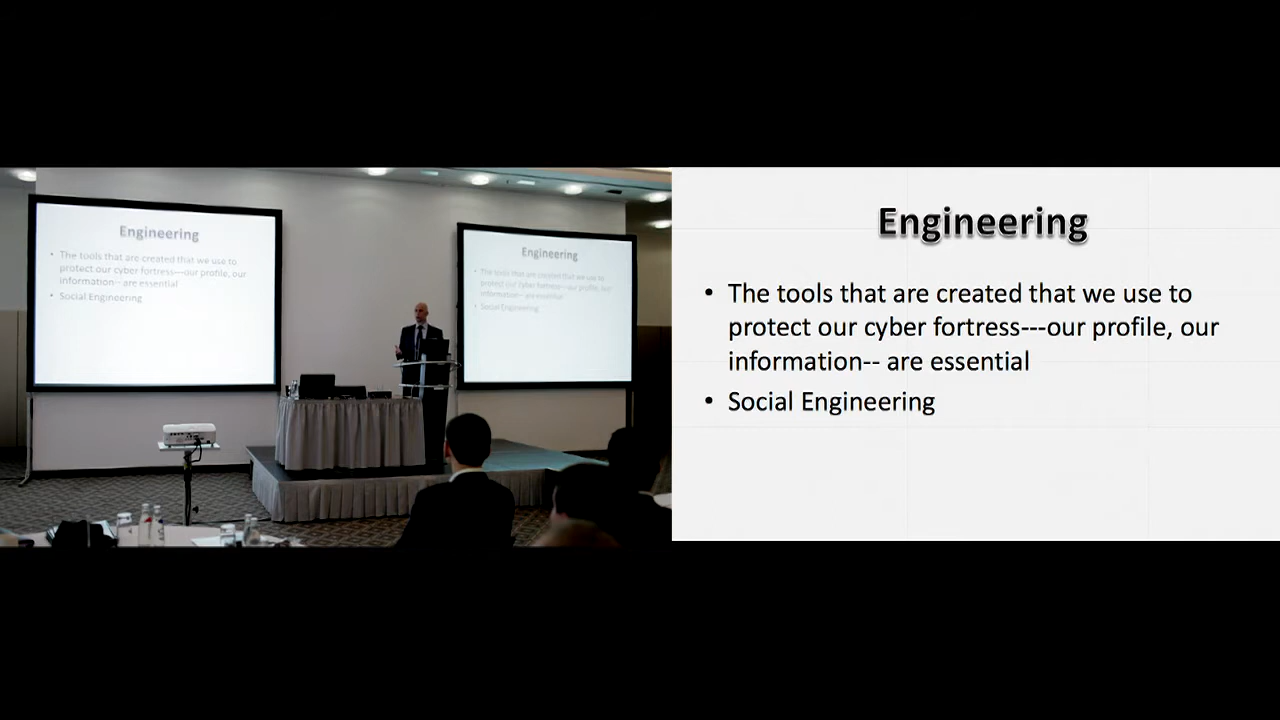 Engineering
• The tools that are created that we use to
protect our cyber fortress---our profile, our
information-- are essential
• Social Engineering
Engineering
• The tools that are created that we use to
protect our cyber fortress---our profile, our
information-- are essential
• Social Engineering
Engineering
• The tools that are created that we use to
protect our cyber fortress---our profile, our
information-- are essential
• Social Engineering